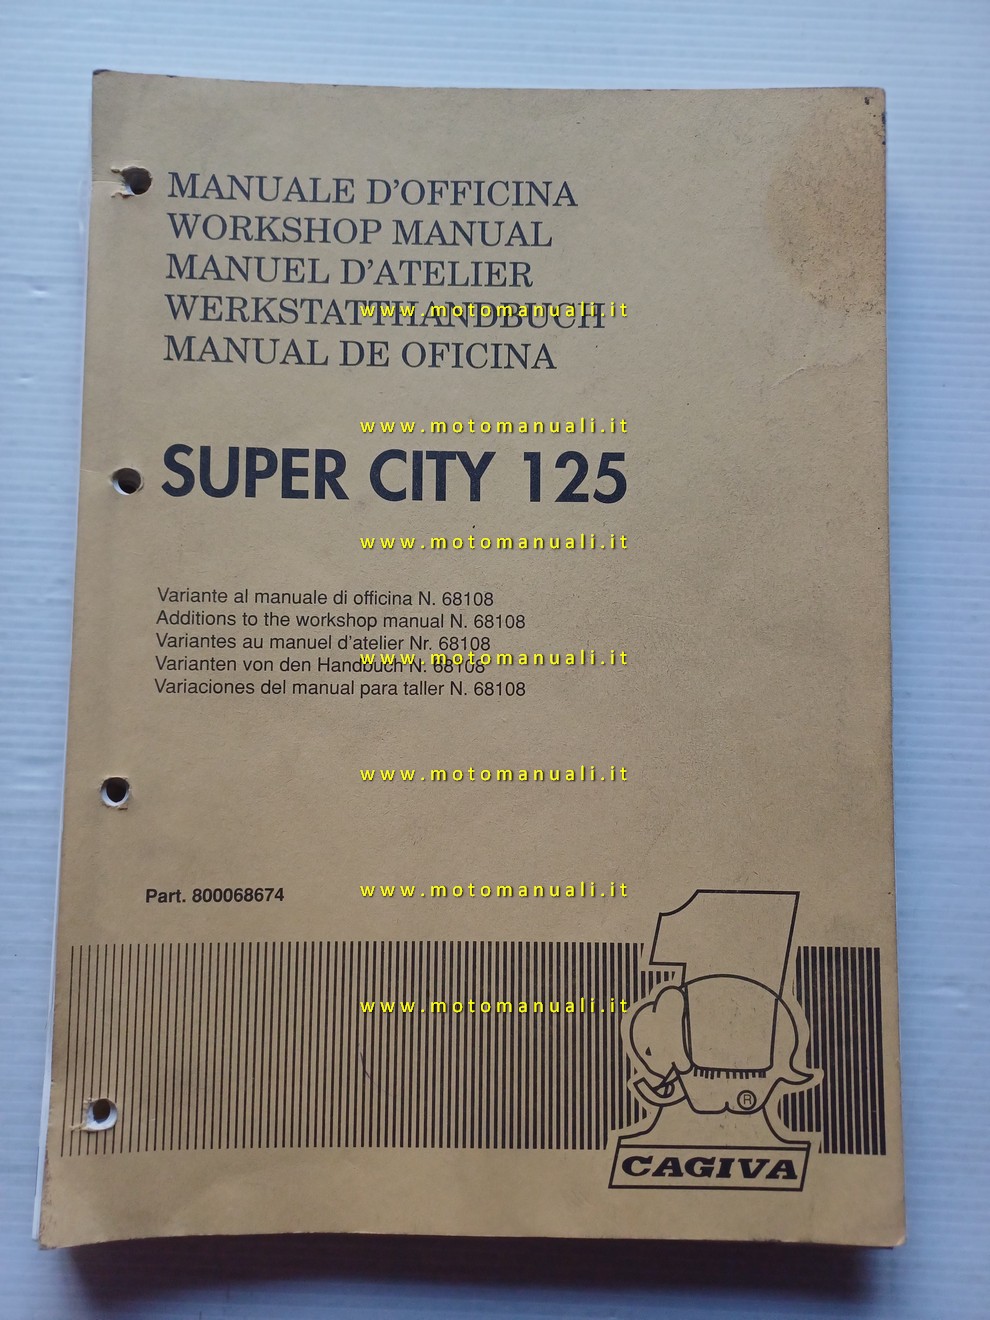 MANUALE D'OFFICINA
WORKSHOP MANUAL
MANUEL D'ATELIER
WERKSTATTHANDBUCH
www.motomanuali.it
MANUAL DE OFICINA
www.motomanuali.it
SUPER CITY 125
www.motomanuali.it
Variante al manuale di officina N. 68108
Additions to the workshop manual N. 68108
Variantes au manuel d'atelier Nr. 68108
Varianten von den Handbuch Nr. 68108
www.motomanuali.it
Variaciones del manual para taller N. 68108
www.motomanuali.it
Part. 800068674
www.motomanuali.it
www.motomanuali.it
®
CAGIVA